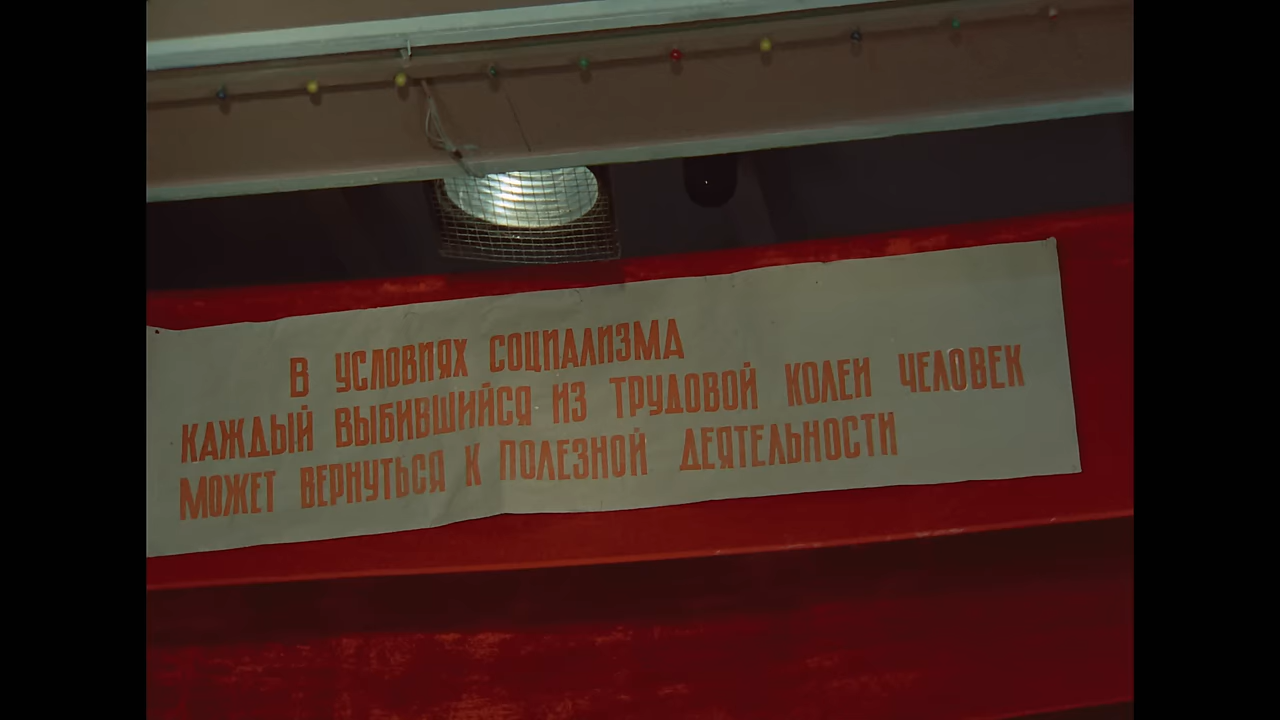 В УСЛОВИЯХ СОЦИАЛИЗМА
КАЖДЫЙ ВЫБИВШИЙСЯ ИЗ ТРУДОВОЙ КОЛЕИ ЧЕЛОВЕК
МОЖЕТ ВЕРНУТЬСЯ К ПОЛЕЗНОЙ ДЕЯТЕЛЬНОСТИ